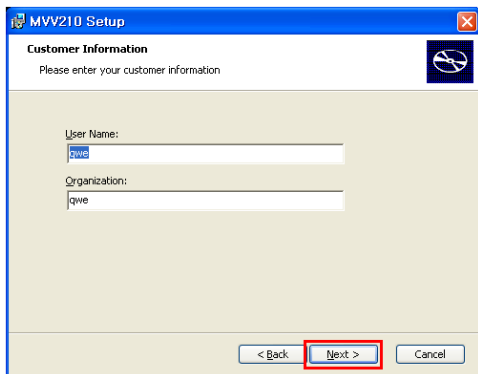 MVV210 Setup
Customer Information
Please enter your customer information
User Name:
qwe
Organization:
qwe
< Back
Next >
Cancel